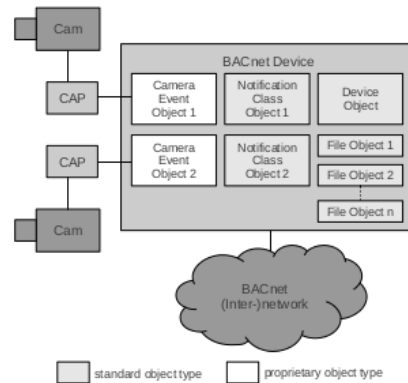 Cam
BACnet Device
CAP
Camera
Event
Object 1
Notification
Class
Object 1
Device
Object
CAP
Camera
Event
Object 2
Notification
Class
Object 2
File Object 1
File Object 2
File Object n
Cam
BACnet
(Inter-)network
standard object type
proprietary object type